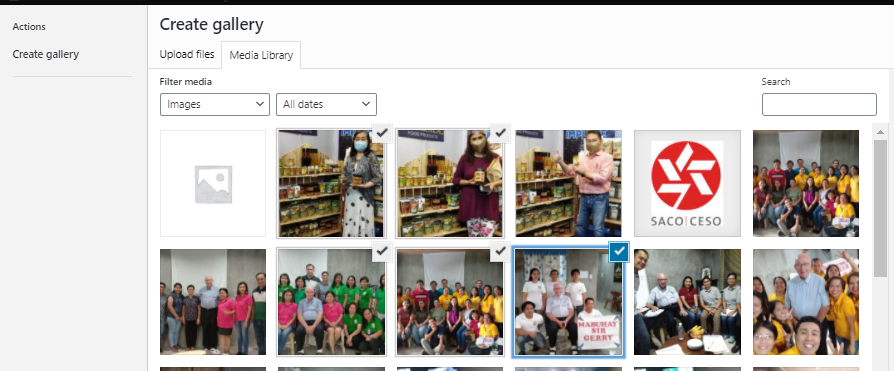 Create gallery
Actions
Create gallery
Upload files
Media Library
Filter media
Search
Images
All dates
SACO|CESO
MABUHAY
SIR
GERRY